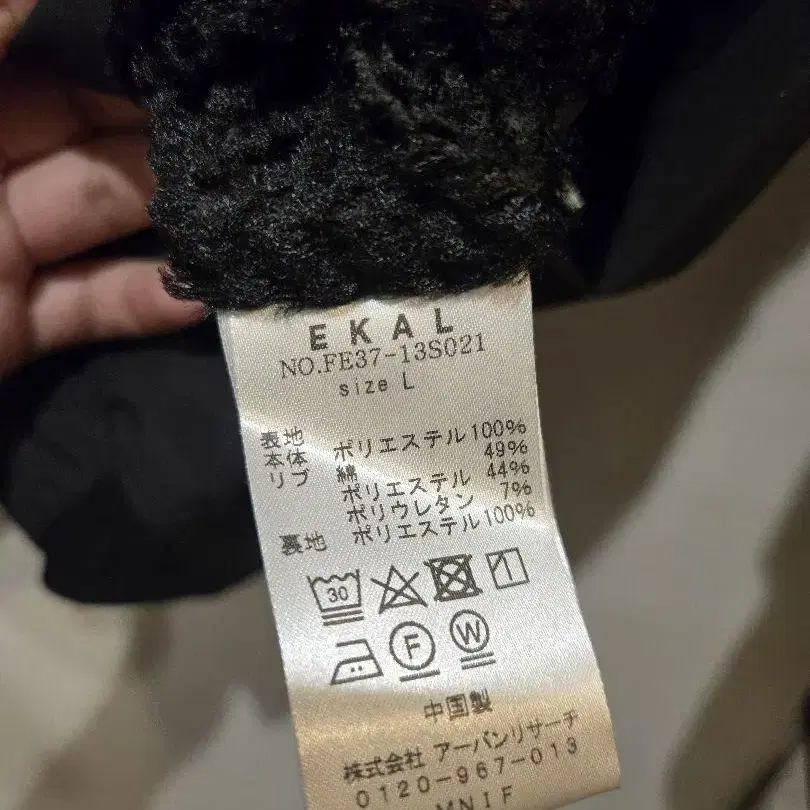 EKAL
NO.FE37-13S021
size L
表地
本体 ポリエステル100%
リブ 綿 49%
ポリエステル 44%
ポリウレタン 7%
裏地 ポリエステル100%
30
F W
中国製
株式会社 アーバンリサーチ
0120-967-013
MNIF